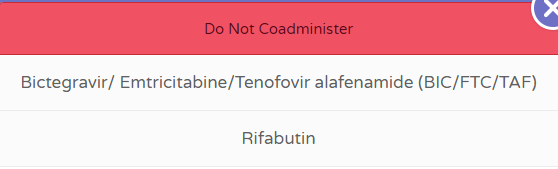 Do Not Coadminister
Bictegravir/ Emtricitabine/Tenofovir alafenamide (BIC/FTC/TAF)
Rifabutin